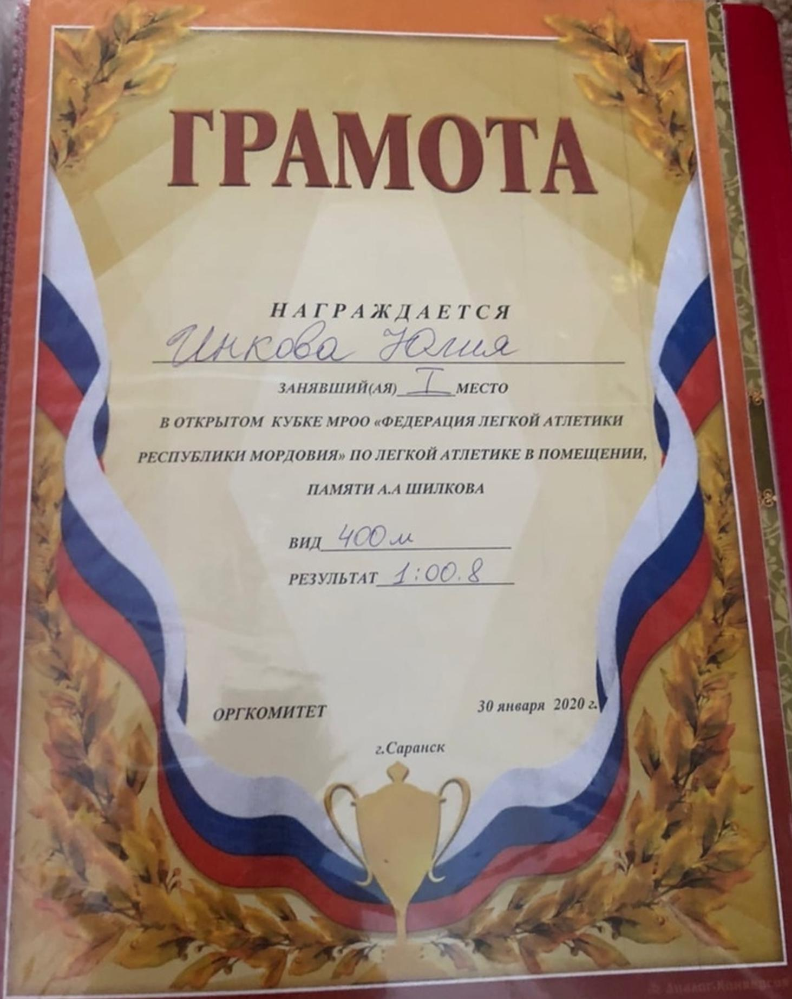 ГРАМОТА
НАГРАЖДАЕТСЯ
Инкова Юлия
ЗАНЯВШИЙ(АЯ) I МЕСТО
В ОТКРЫТОМ КУБКЕ МРОО «ФЕДЕРАЦИЯ ЛЕГКОЙ АТЛЕТИКИ
РЕСПУБЛИКИ МОРДОВИЯ» ПО ЛЕГКОЙ АТЛЕТИКЕ В ПОМЕЩЕНИИ,
ПАМЯТИ А.А ШИЛКОВА
ВИД 400 м
РЕЗУЛЬТАТ 1:00.8
ОРГКОМИТЕТ 30 января 2020 г.
г.Саранск